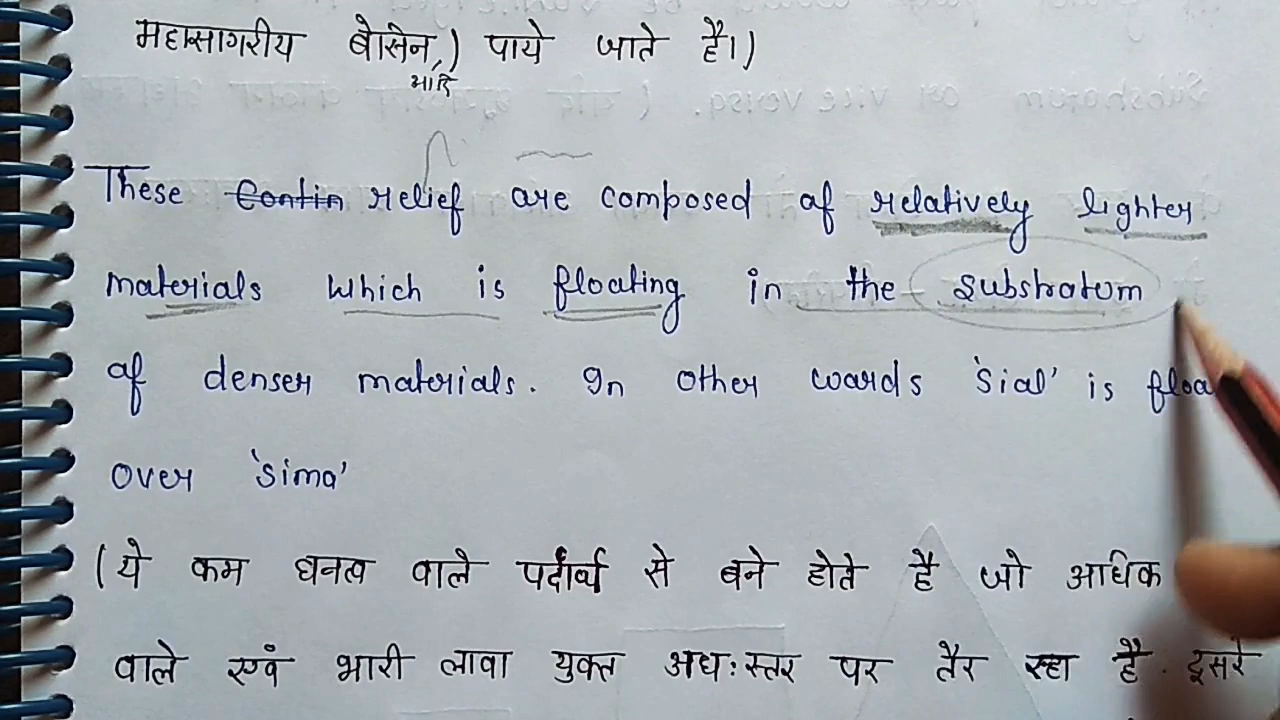 महासागरीय बेसिन,) पाये जाते है।)
आदि
These Contin relief are composed of relatively lighter
materials which is floating in the substratum
of denser materials. In other words 'Sial' is
over 'Sima'
(ये कम घनत्व वाले पदार्थ से बने होते है जो अधिक
वाले एवं भारी लावा युक्त अधःस्तर पर तैर रहा है. दूसरे